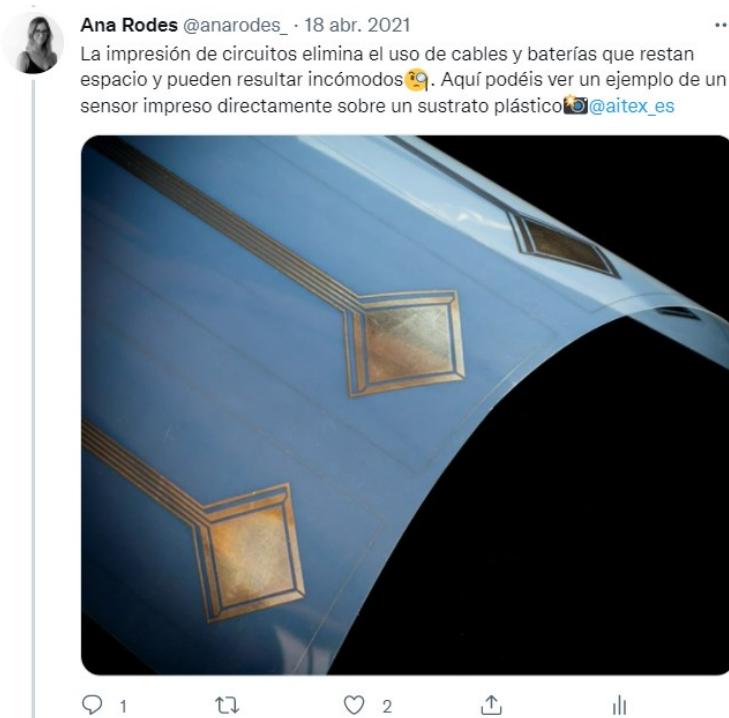 Ana Rodes @anarodes_ · 18 abr. 2021
La impresión de circuitos elimina el uso de cables y baterías que restan
espacio y pueden resultar incómodos🧐. Aquí podéis ver un ejemplo de un
sensor impreso directamente sobre un sustrato plástico📸@aitex_es
1 2